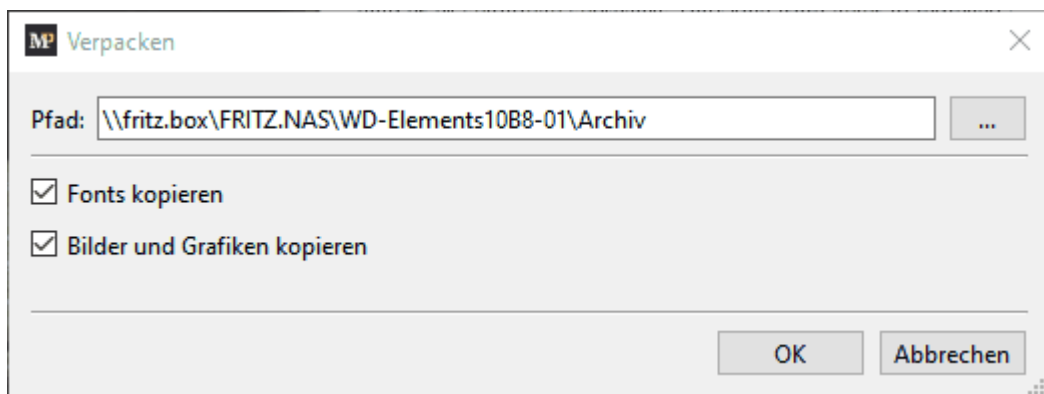 MP Verpacken
Pfad: \\fritz.box\FRITZ.NAS\WD-Elements10B8-01\Archiv ...
Fonts kopieren
Bilder und Grafiken kopieren
OK Abbrechen